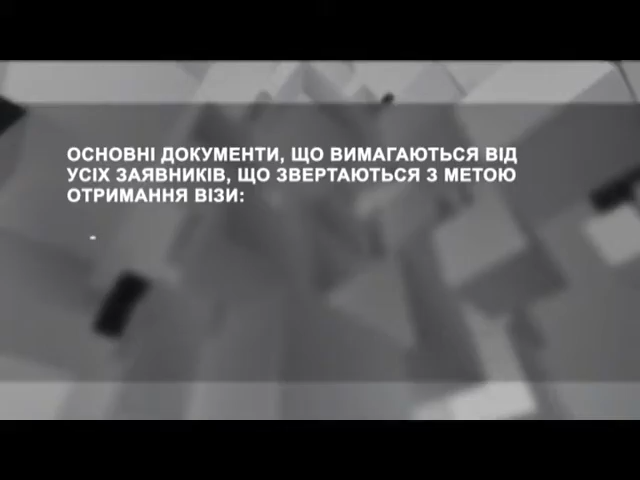 ОСНОВНІ ДОКУМЕНТИ, ЩО ВИМАГАЮТЬСЯ ВІД
УСІХ ЗАЯВНИКІВ, ЩО ЗВЕРТАЮТЬСЯ З МЕТОЮ
ОТРИМАННЯ ВІЗИ:
-